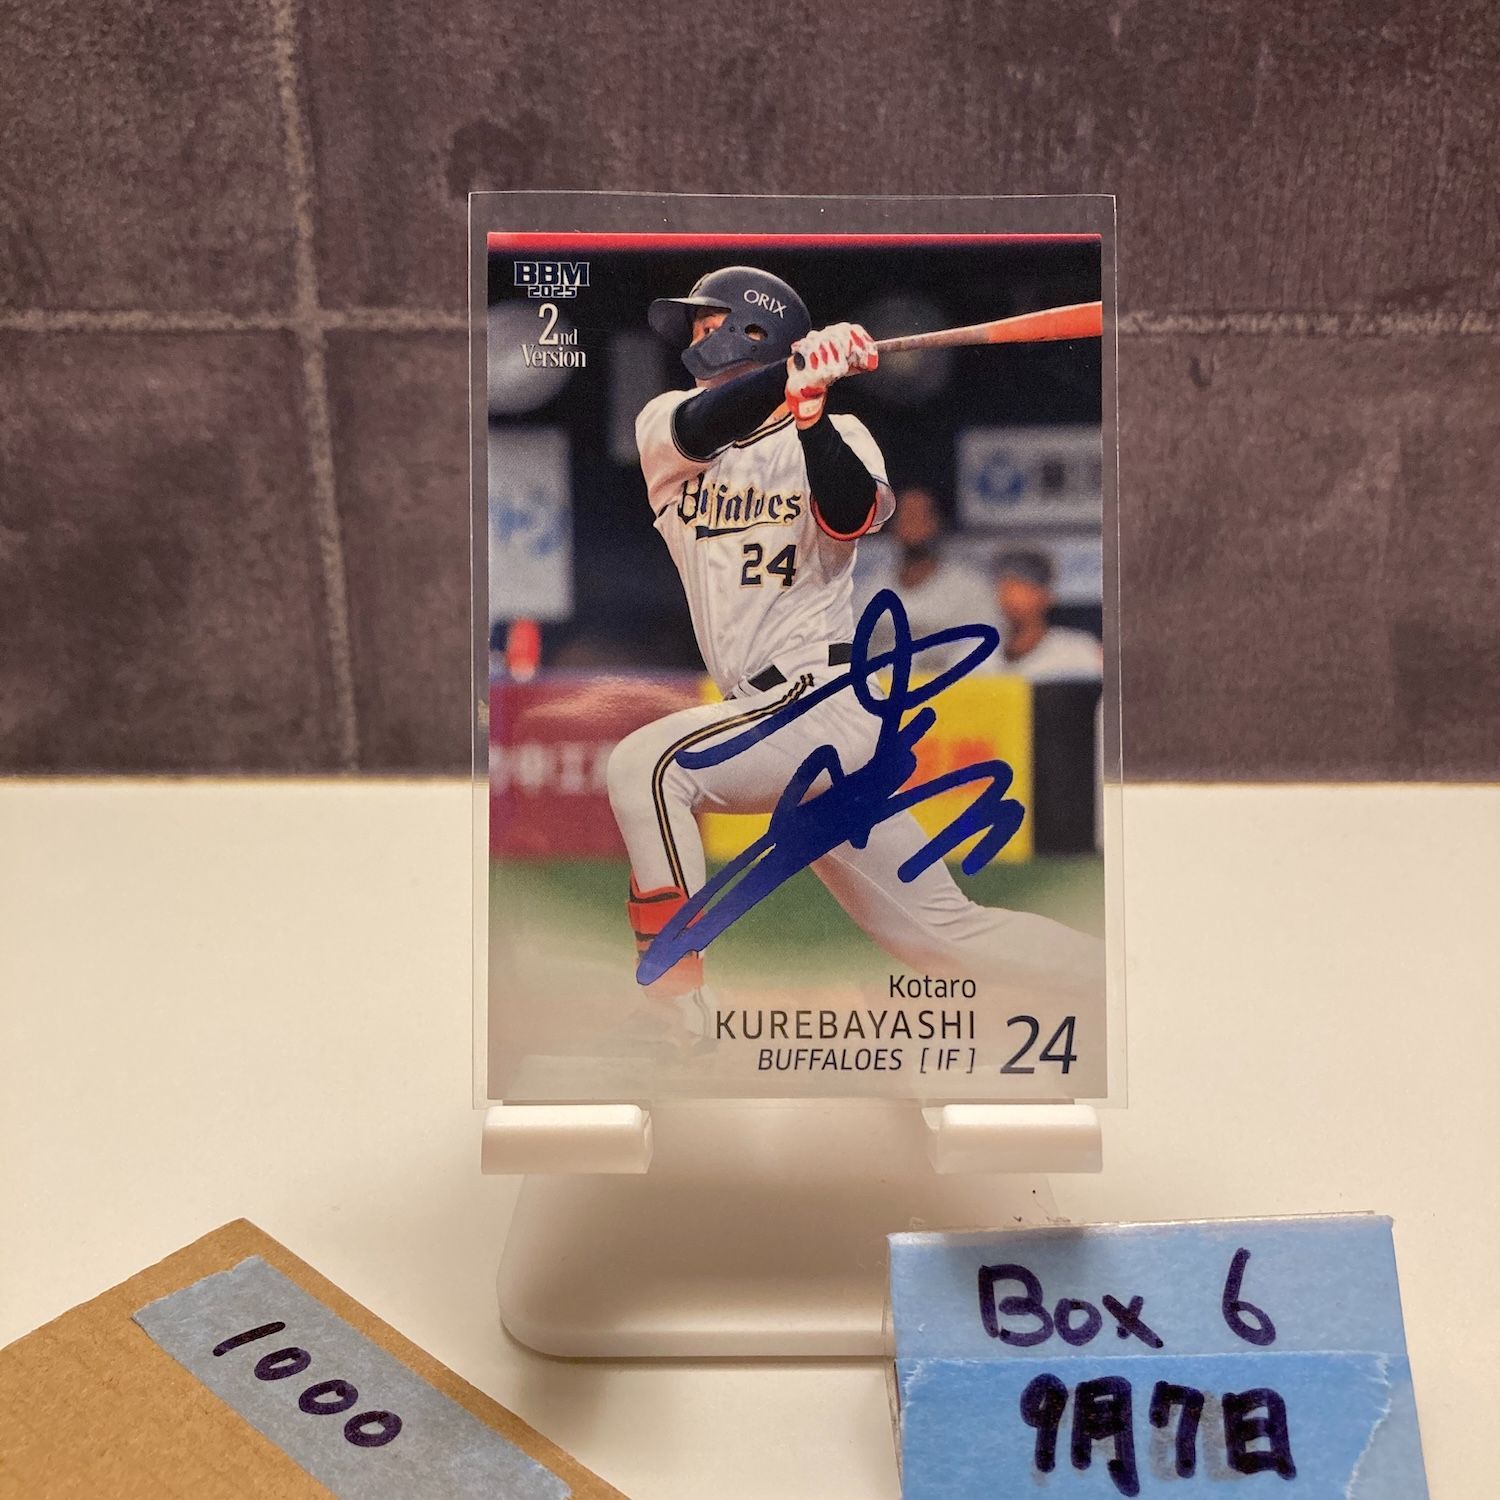 BBM
2025
2nd
Version
ORIX
Buffaloes
24
Kotaro
KUREBAYASHI
BUFFALOES [IF] 24
1000
Box 6
9月7日